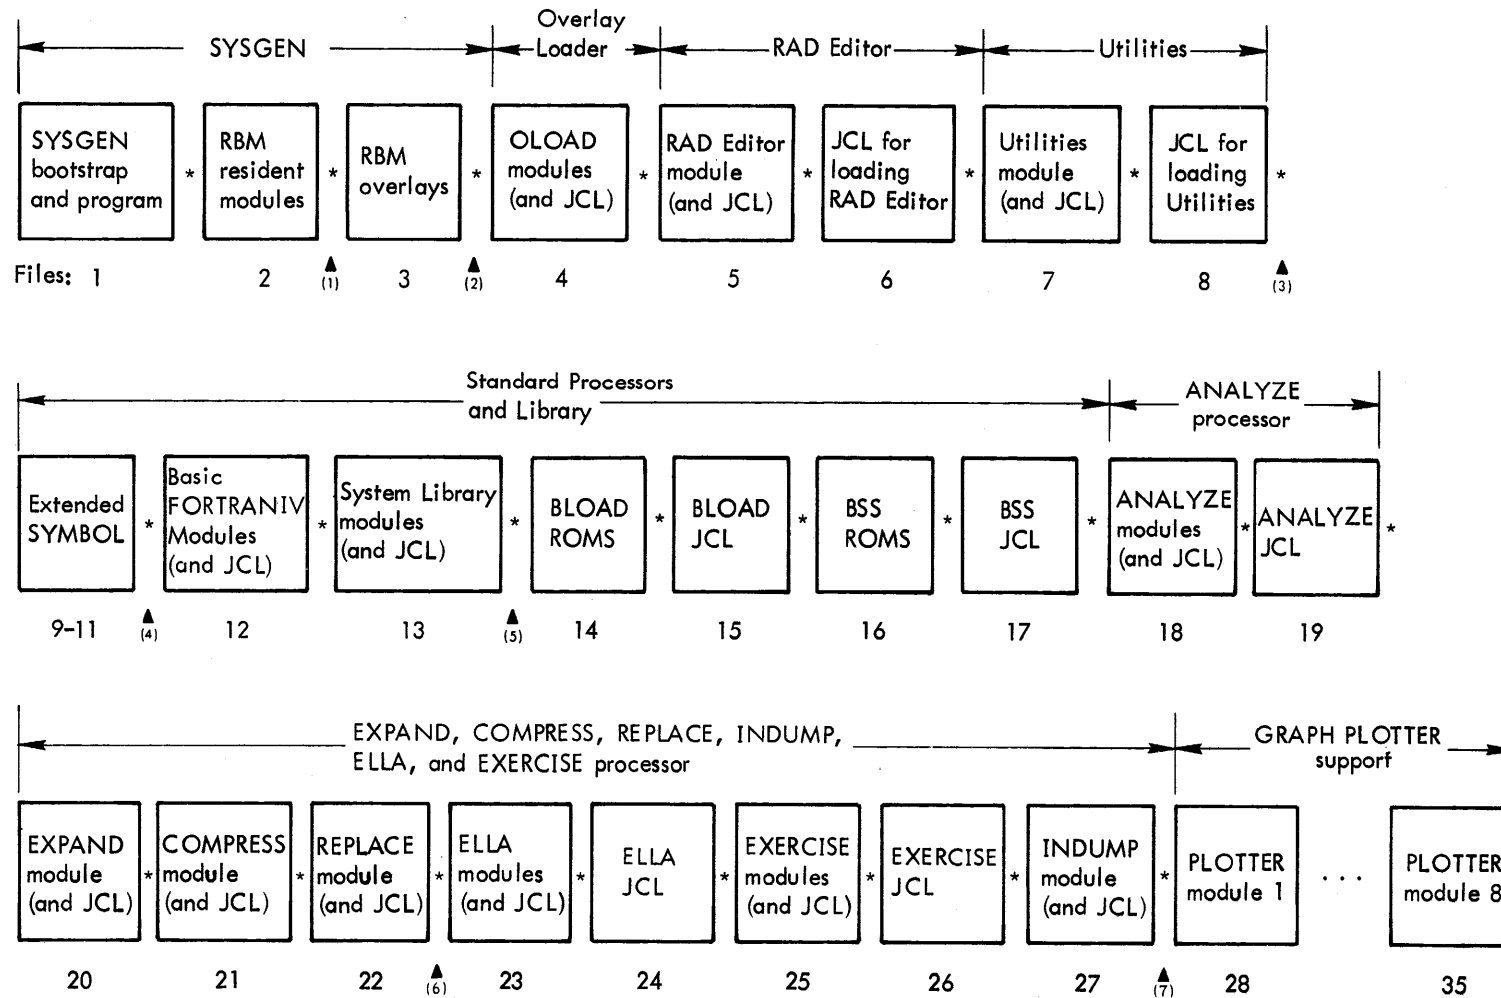 SYSGEN
Overlay
Loader
RAD Editor
Utilities
SYSGEN
bootstrap
and program
*
RBM
resident
modules
*
RBM
overlays
*
OLOAD
modules
(and JCL)
*
RAD Editor
module
(and JCL)
*
JCL for
loading
RAD Editor
*
Utilities
module
(and JCL)
*
JCL for
loading
Utilities
*
Files: 1 2 (1) 3 (2) 4 5 6 7 8 (3)
Standard Processors
and Library
ANALYZE
processor
Extended
SYMBOL
*
Basic
FORTRANIV
Modules
(and JCL)
*
System Library
modules
(and JCL)
*
BLOAD
ROMS
*
BLOAD
JCL
*
BSS
ROMS
*
BSS
JCL
*
ANALYZE
modules
(and JCL)
*
ANALYZE
JCL
*
9-11 (4) 12 13 (5) 14 15 16 17 18 19
EXPAND, COMPRESS, REPLACE, INDUMP,
ELLA, and EXERCISE processor
GRAPH PLOTTER
support
EXPAND
module
(and JCL)
*
COMPRESS
module
(and JCL)
*
REPLACE
module
(and JCL)
*
ELLA
modules
(and JCL)
*
ELLA
JCL
*
EXERCISE
modules
(and JCL)
*
EXERCISE
JCL
*
INDUMP
module
(and JCL)
*
PLOTTER
module 1
. . .
PLOTTER
module 8
20 21 22 (6) 23 24 25 26 27 (7) 28 35